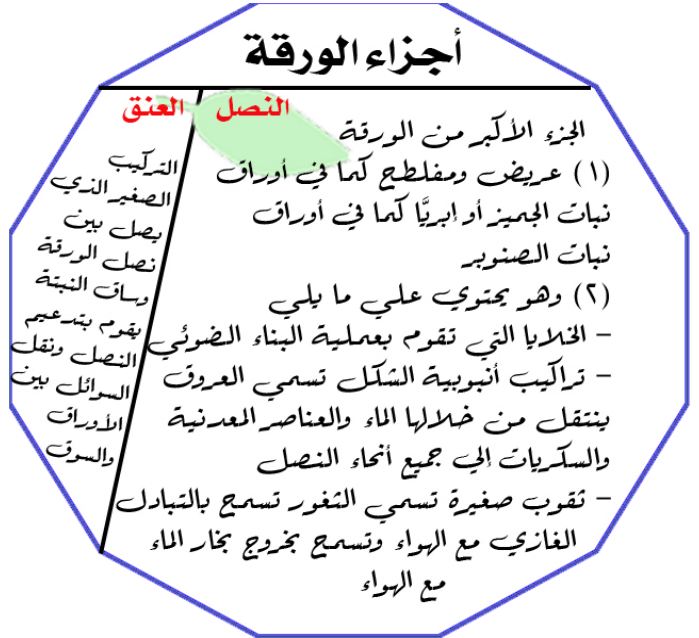 أجزاء الورقة
النصل
الجزء الأكبر من الورقة
(١) عريض ومفلطح كما في أوراق
نبات الجميز أو إبريًّا كما في أوراق
نبات الصنوبر
(٢) وهو يحتوي علي ما يلي
– الخلايا التي تقوم بعملية البناء الضوئي
– تراكيب أنبوبية الشكل تسمي العروق
ينتقل من خلالها الماء والعناصر المعدنية
والسكريات إلي جميع أنحاء النصل
– ثقوب صغيرة تسمي الثغور تسمح بالتبادل
الغازي مع الهواء وتسمح بخروج بخار الماء
مع الهواء
العنق
التركيب
الصغير الذي
يصل بين
نصل الورقة
وساق النبتة
يقوم بتدعيم
النصل ونقل
السوائل بين
الأوراق
والسوق